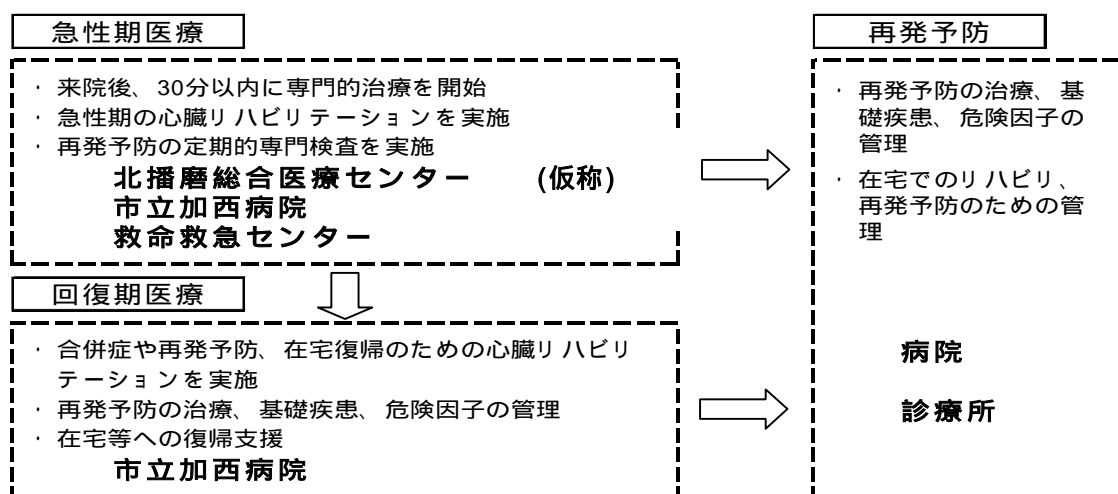 急性期医療
・ 来院後、30分以内に専門的治療を開始
・ 急性期の心臓リハビリテーションを実施
・ 再発予防の定期的専門検査を実施
北播磨総合医療センター (仮称)
市立加西病院
救命救急センター
回復期医療
・ 合併症や再発予防、在宅復帰のための心臓リハビリ
テーションを実施
・ 再発予防の治療、基礎疾患、危険因子の管理
・ 在宅等への復帰支援
市立加西病院
再発予防
・ 再発予防の治療、基
礎疾患、危険因子の
管理
・ 在宅でのリハビリ、
再発予防のための管
理
病院
診療所